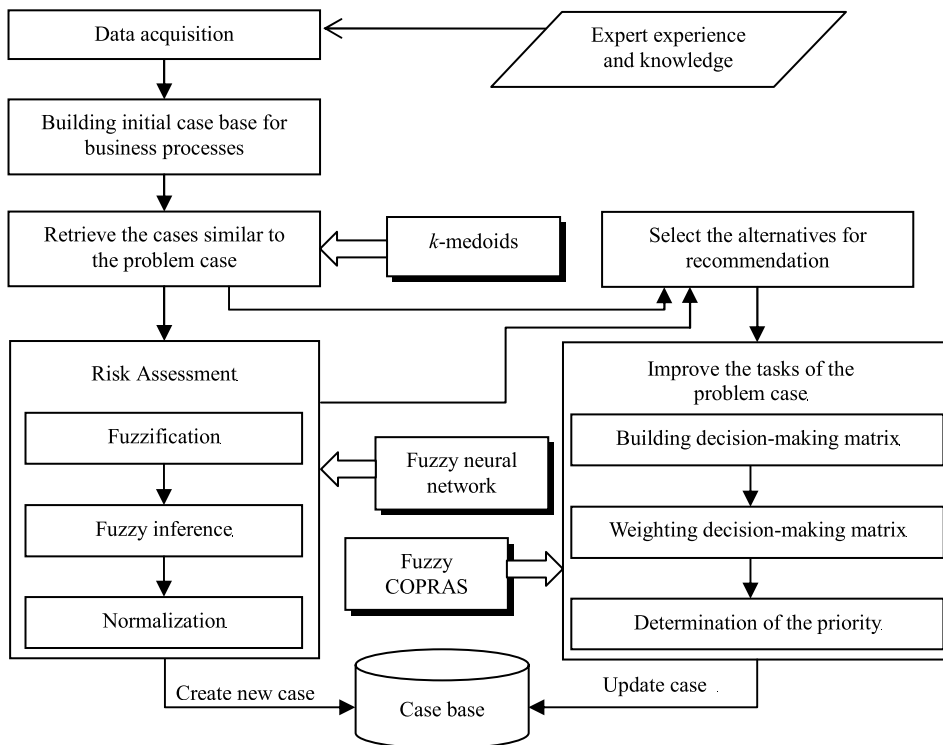 Data acquisition
Expert experience
and knowledge
Building initial case base for
business processes
Retrieve the cases similar to
the problem case
k-medoids
Select the alternatives for
recommendation
Risk Assessment
Fuzzification
Fuzzy inference
Normalization
Fuzzy neural
network
Fuzzy
COPRAS
Improve the tasks of the
problem case
Building decision-making matrix
Weighting decision-making matrix
Determination of the priority
Create new case
Case base
Update case